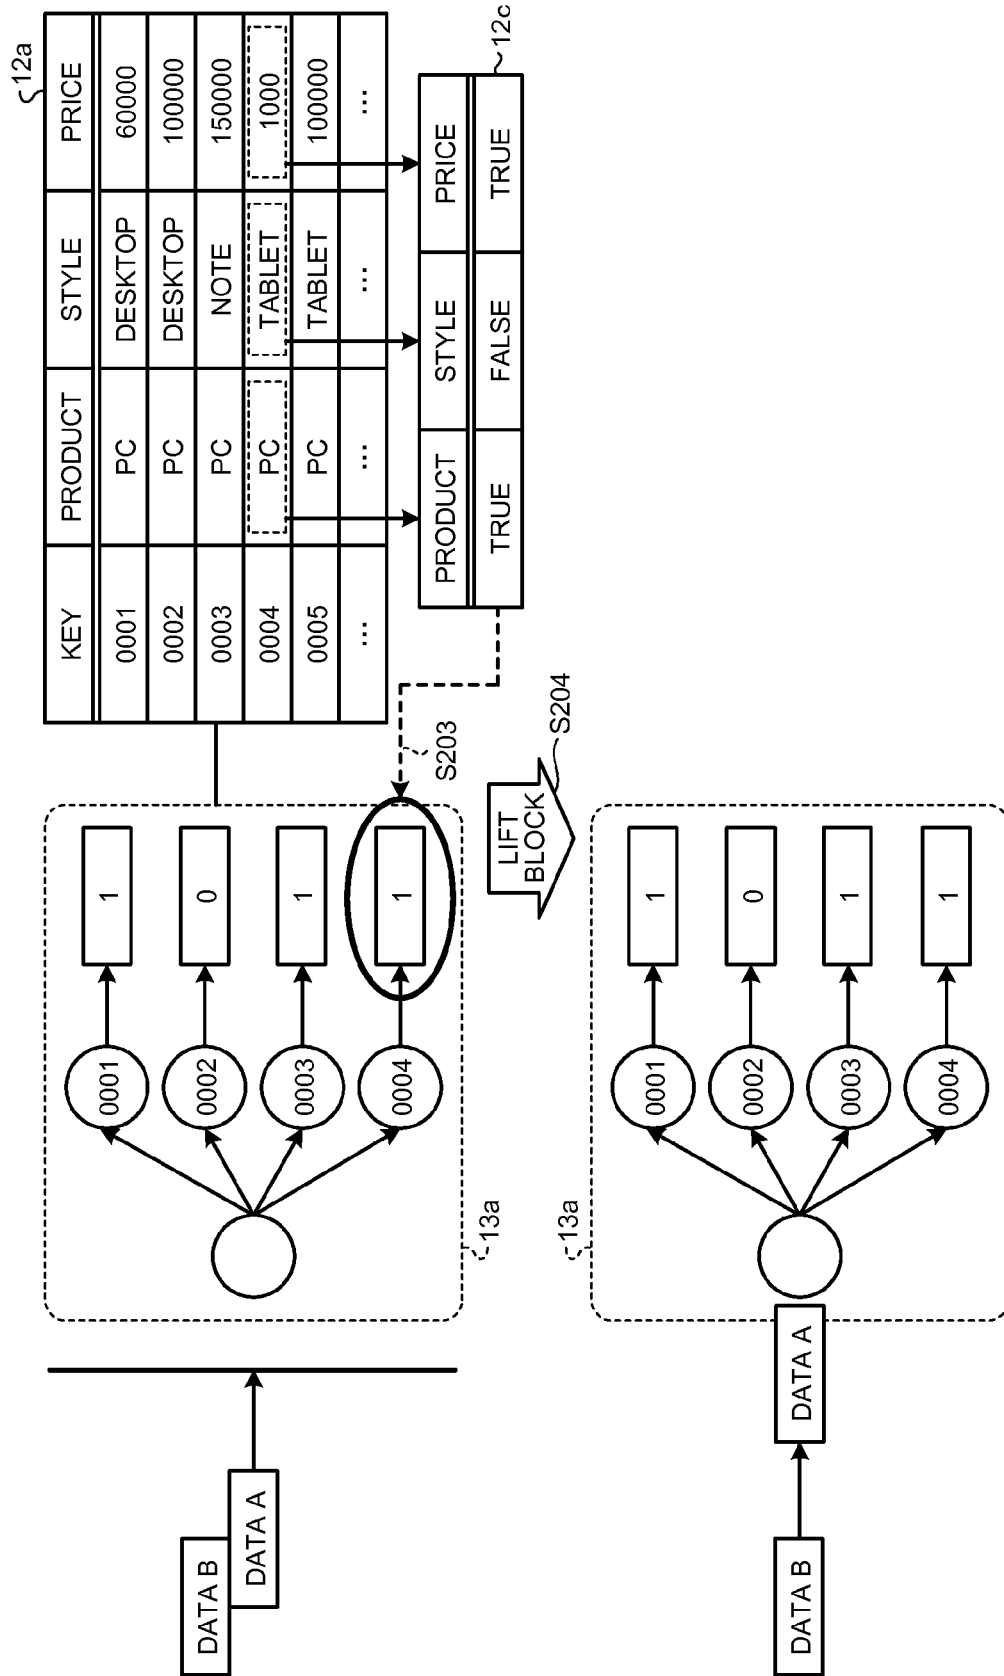 12a
KEY PRODUCT STYLE PRICE
0001 PC DESKTOP 60000
0002 PC DESKTOP 100000
0003 PC NOTE 150000
0004 PC TABLET 1000
0005 PC TABLET 100000
... ... ... ...
12c
PRODUCT STYLE PRICE
TRUE FALSE TRUE
S203
DATA B
DATA A
13a
0001 1
0002 0
0003 1
0004 1
LIFT
BLOCK
S204
DATA B
DATA A
13a
0001 1
0002 0
0003 1
0004 1